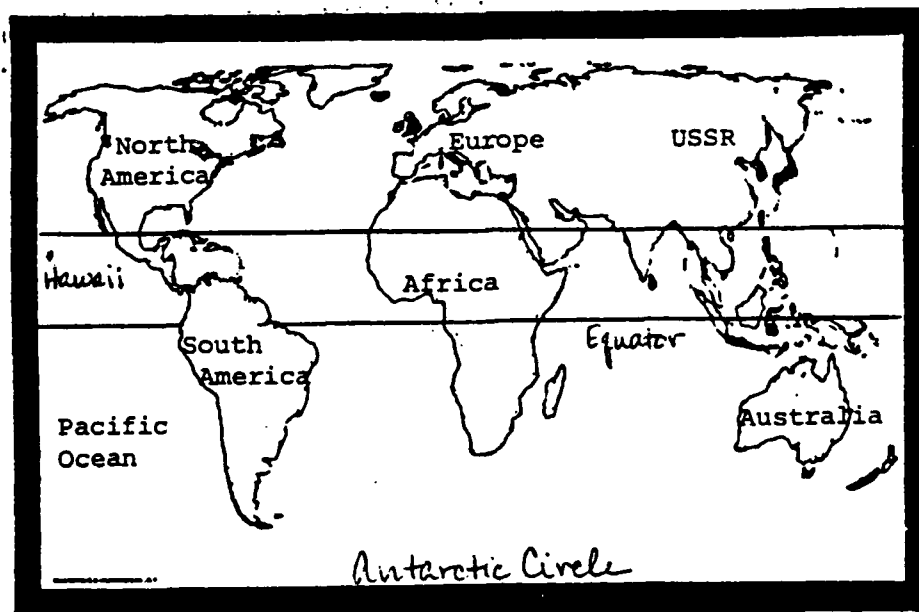 North
America
Europe
USSR
Hawaii
Africa
Equator
South
America
Pacific
Ocean
Australia
Antarctic Circle